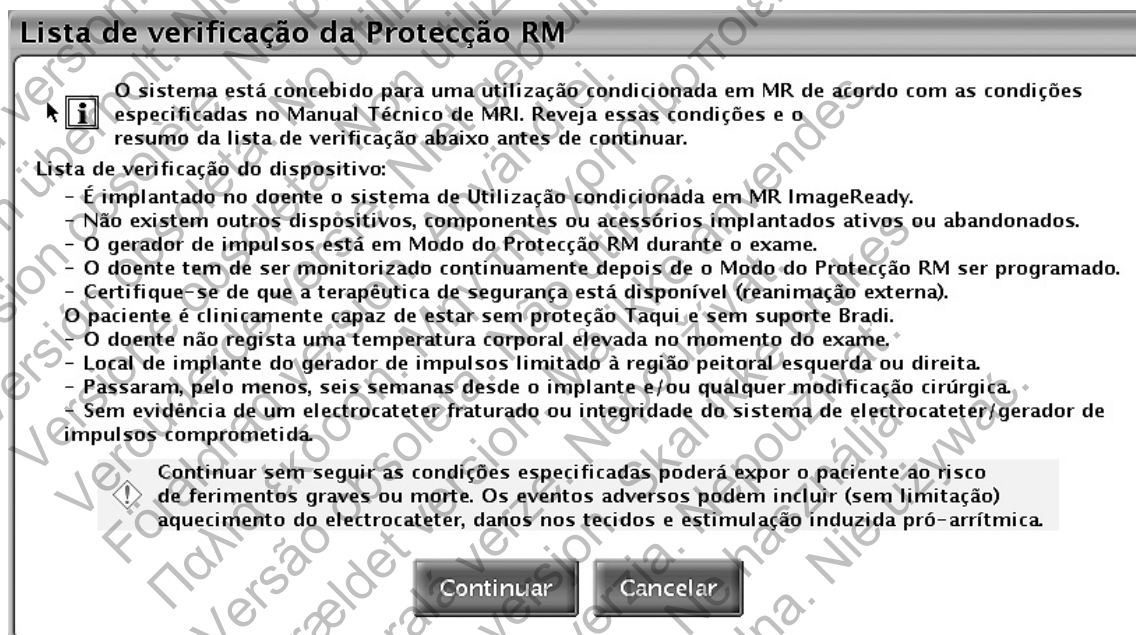 Lista de verificação da Protecção RM
O sistema está concebido para uma utilização condicionada em MR de acordo com as condições
especificadas no Manual Técnico de MRI. Reveja essas condições e o
resumo da lista de verificação abaixo antes de continuar.
Lista de verificação do dispositivo:
- É implantado no doente o sistema de Utilização condicionada em MR ImageReady.
- Não existem outros dispositivos, componentes ou acessórios implantados ativos ou abandonados.
- O gerador de impulsos está em Modo do Protecção RM durante o exame.
- O doente tem de ser monitorizado continuamente depois de o Modo do Protecção RM ser programado.
- Certifique-se de que a terapêutica de segurança está disponível (reanimação externa).
O paciente é clinicamente capaz de estar sem proteção Taqui e sem suporte Bradi.
- O doente não regista uma temperatura corporal elevada no momento do exame.
- Local de implante do gerador de impulsos limitado à região peitoral esquerda ou direita.
- Passaram, pelo menos, seis semanas desde o implante e/ou qualquer modificação cirúrgica.
- Sem evidência de um electrocateter fraturado ou integridade do sistema de electrocateter/gerador de
impulsos comprometida.
Continuar sem seguir as condições especificadas poderá expor o paciente ao risco
de ferimentos graves ou morte. Os eventos adversos podem incluir (sem limitação)
aquecimento do electrocateter, danos nos tecidos e estimulação induzida pró-arrítmica.
Continuar
Cancelar